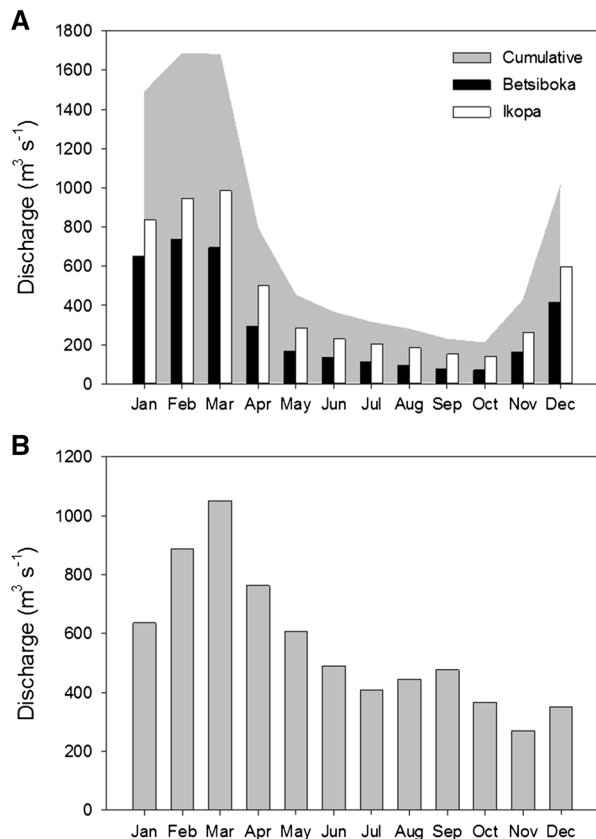 A
Discharge (m³ s⁻¹)
1800
1600
1400
1200
1000
800
600
400
200
0
Cumulative
Betsiboka
Ikopa
Jan Feb Mar Apr May Jun Jul Aug Sep Oct Nov Dec
B
Discharge (m³ s⁻¹)
1200
1000
800
600
400
200
0
Jan Feb Mar Apr May Jun Jul Aug Sep Oct Nov Dec